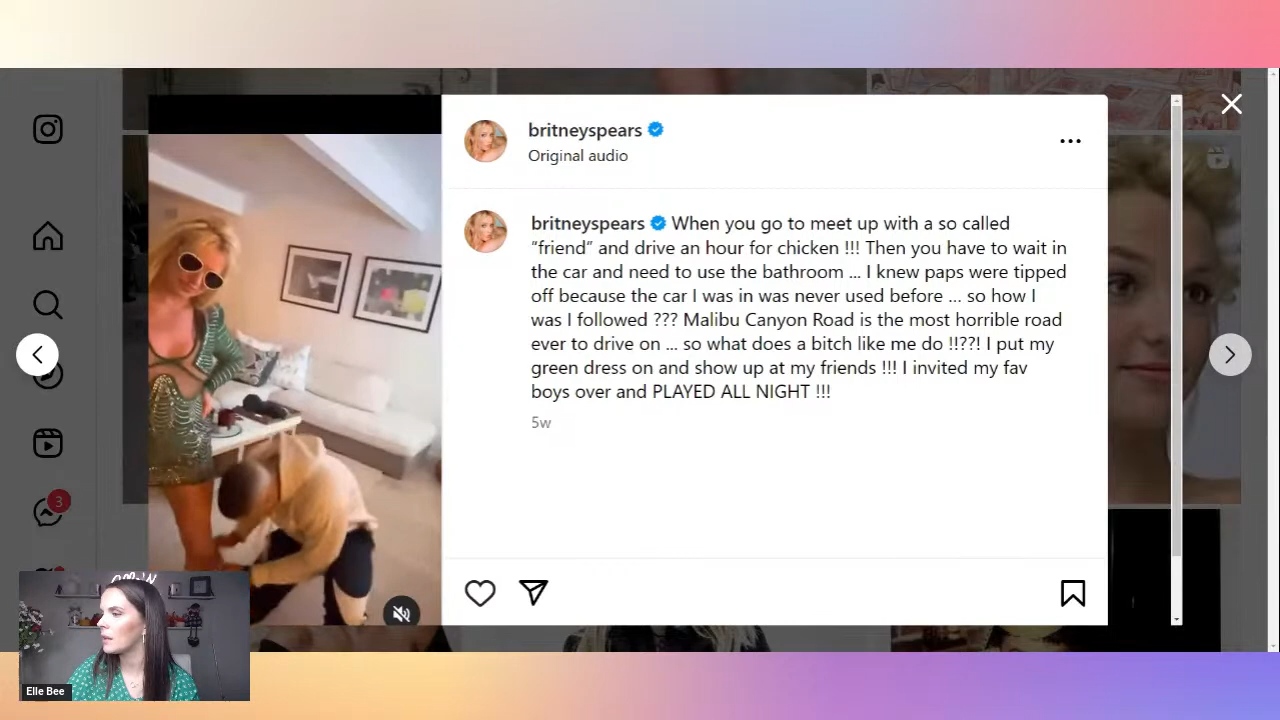 britneyspears
Original audio
britneyspears When you go to meet up with a so called
“friend” and drive an hour for chicken !!! Then you have to wait in
the car and need to use the bathroom ... I knew paps were tipped
off because the car I was in was never used before ... so how I
was I followed ??? Malibu Canyon Road is the most horrible road
ever to drive on ... so what does a bitch like me do !!??! I put my
green dress on and show up at my friends !!! I invited my fav
boys over and PLAYED ALL NIGHT !!!
5w
3
Elle Bee